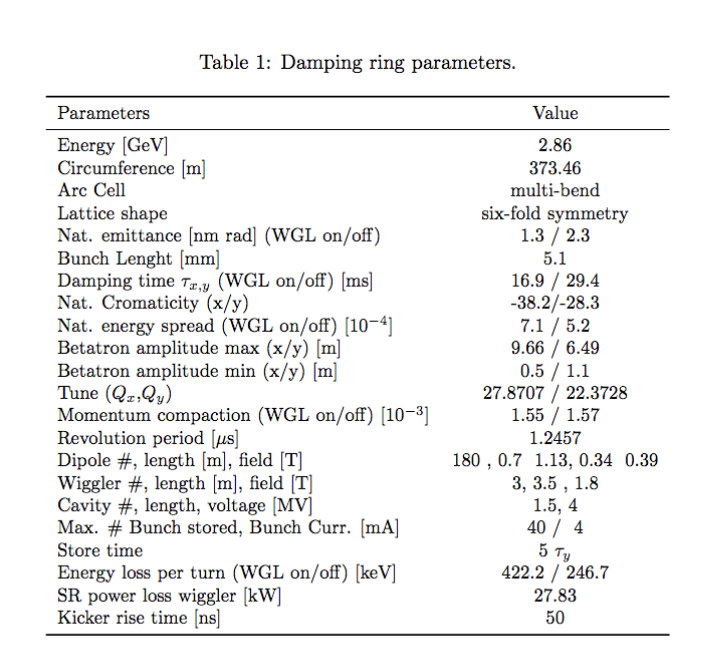 Table 1: Damping ring parameters.
Parameters Value
Energy [GeV] 2.86
Circumference [m] 373.46
Arc Cell multi-bend
Lattice shape six-fold symmetry
Nat. emittance [nm rad] (WGL on/off) 1.3 / 2.3
Bunch Lenght [mm] 5.1
Damping time τx,y (WGL on/off) [ms] 16.9 / 29.4
Nat. Cromaticity (x/y) -38.2/-28.3
Nat. energy spread (WGL on/off) [10⁻⁴] 7.1 / 5.2
Betatron amplitude max (x/y) [m] 9.66 / 6.49
Betatron amplitude min (x/y) [m] 0.5 / 1.1
Tune (Qx,Qy) 27.8707 / 22.3728
Momentum compaction (WGL on/off) [10⁻³] 1.55 / 1.57
Revolution period [μs] 1.2457
Dipole #, length [m], field [T] 180 , 0.7 1.13, 0.34 0.39
Wiggler #, length [m], field [T] 3, 3.5 , 1.8
Cavity #, length, voltage [MV] 1.5, 4
Max. # Bunch stored, Bunch Curr. [mA] 40 / 4
Store time 5 τy
Energy loss per turn (WGL on/off) [keV] 422.2 / 246.7
SR power loss wiggler [kW] 27.83
Kicker rise time [ns] 50